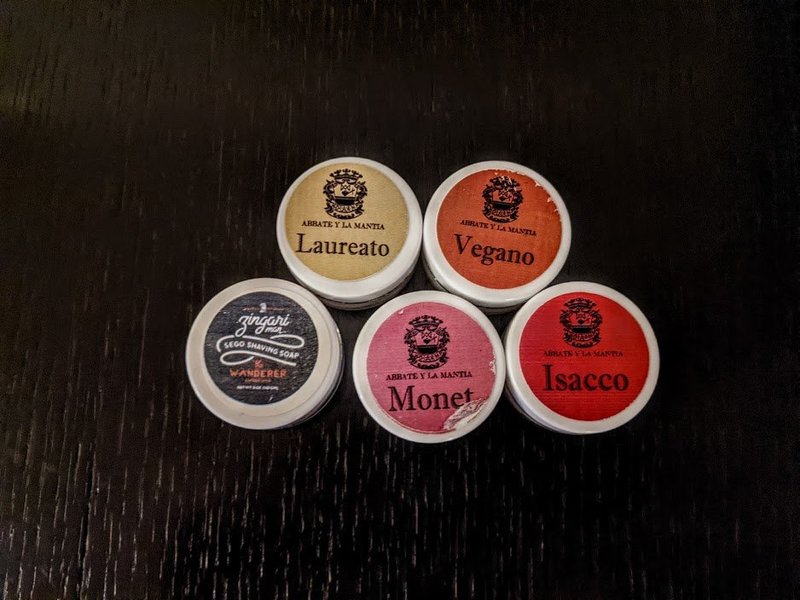 ABBATE Y LA MANTIA
Laureato
ABBATE Y LA MANTIA
Vegano
zingari
man
SEGO SHAVING SOAP
WANDERER
ABBATE Y LA MANTIA
Monet
ABBATE Y LA MANTIA
Isacco